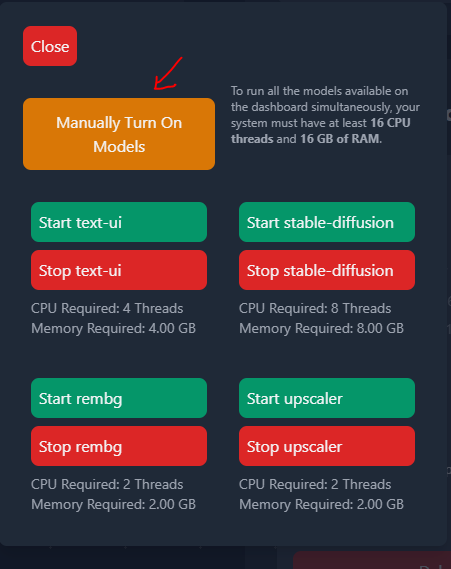 Close
Manually Turn On
Models
To run all the models available on
the dashboard simultaneously, your
system must have at least 16 CPU
threads and 16 GB of RAM.
Start text-ui
Start stable-diffusion
Stop text-ui
Stop stable-diffusion
CPU Required: 4 Threads
CPU Required: 8 Threads
Memory Required: 4.00 GB
Memory Required: 8.00 GB
Start rembg
Start upscaler
Stop rembg
Stop upscaler
CPU Required: 2 Threads
CPU Required: 2 Threads
Memory Required: 2.00 GB
Memory Required: 2.00 GB